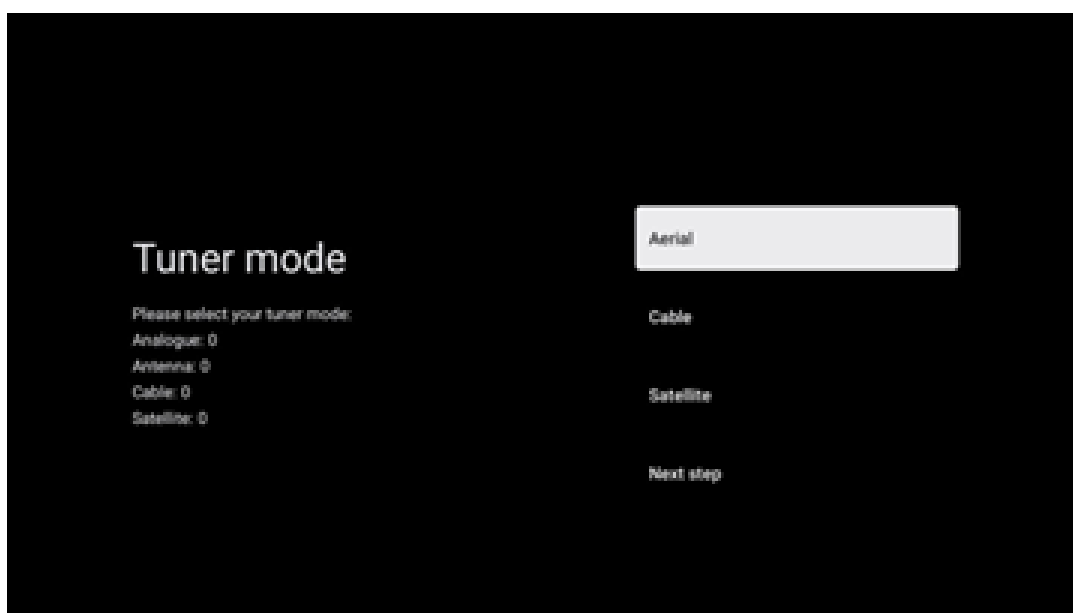 Tuner mode
Please select your tuner mode:
Analogue: 0
Antenna: 0
Cable: 0
Satellite: 0
Aerial
Cable
Satellite
Next step